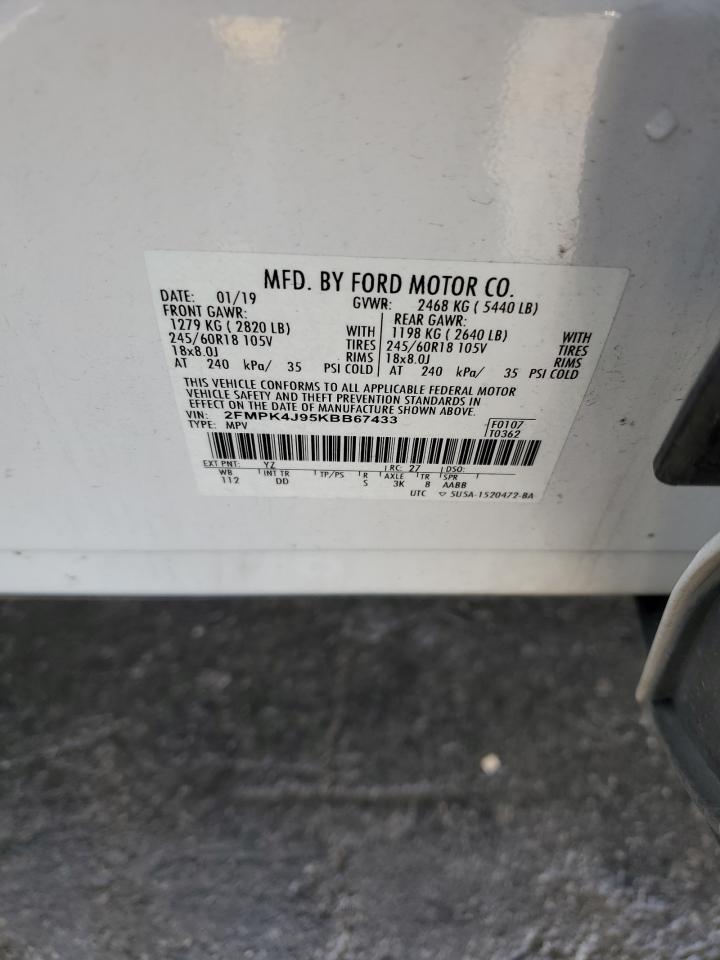 MFD. BY FORD MOTOR CO.
DATE: 01/19 GVWR: 2468 KG ( 5440 LB)
FRONT GAWR: REAR GAWR:
1279 KG ( 2820 LB) WITH 1198 KG ( 2640 LB) WITH
245/60R18 105V TIRES 245/60R18 105V TIRES
18x8.0J RIMS 18x8.0J RIMS
AT 240 kPa/ 35 PSI COLD AT 240 kPa/ 35 PSI COLD
THIS VEHICLE CONFORMS TO ALL APPLICABLE FEDERAL MOTOR
VEHICLE SAFETY AND THEFT PREVENTION STANDARDS IN
EFFECT ON THE DATE OF MANUFACTURE SHOWN ABOVE.
VIN: 2FMPK4J95KBB67433 F0107
TYPE: MPV T0362
EXT PNT: YZ RC: 27 DSO:
WB INT TR TP/PS R AXLE TR SPR
112 DD S 3K 8 AABB
UTC ▽ 5U5A-1520472-BA